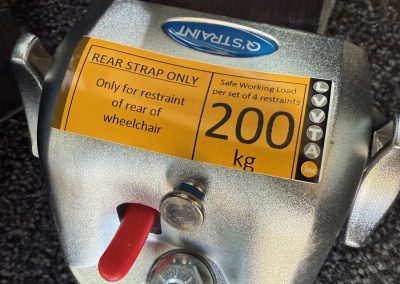 Q'STRAINT
REAR STRAP ONLY
Only for restraint
of rear of
wheelchair
Safe Working Load
per set of 4 restraints
200
kg
LVVTA